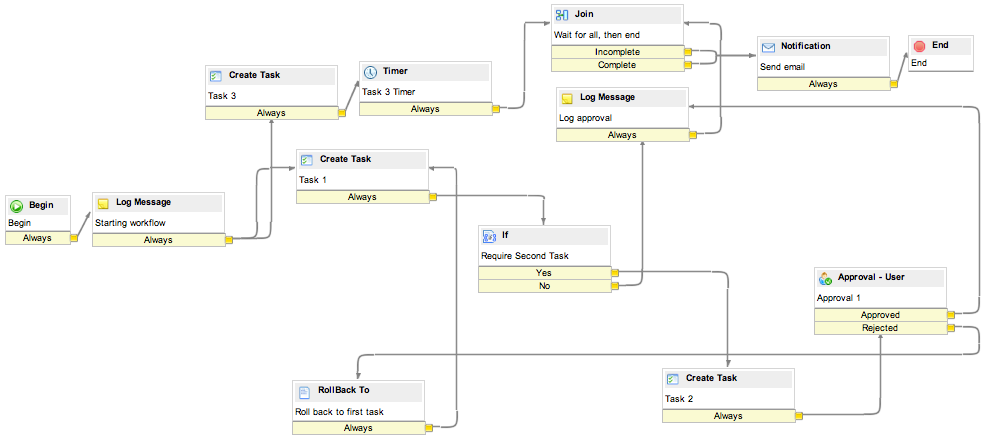 Join
Wait for all, then end
Incomplete
Complete
Notification
Send email
Always
End
End
Create Task
Task 3
Always
Timer
Task 3 Timer
Always
Log Message
Log approval
Always
Create Task
Task 1
Always
Begin
Begin
Always
Log Message
Starting workflow
Always
If
Require Second Task
Yes
No
Approval - User
Approval 1
Approved
Rejected
RollBack To
Roll back to first task
Always
Create Task
Task 2
Always